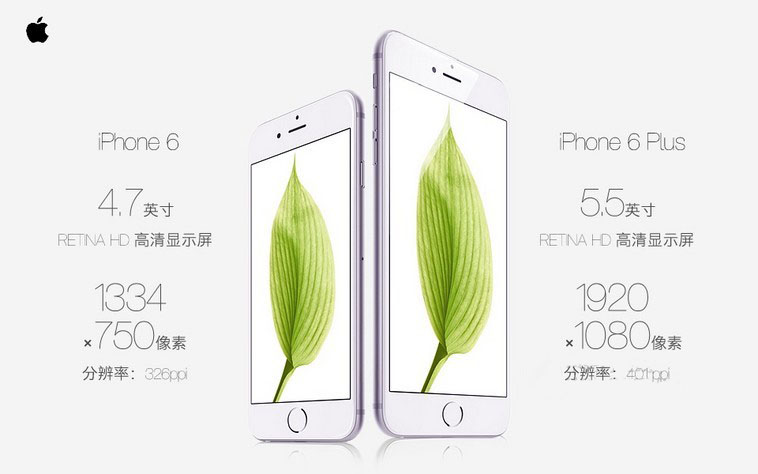 iPhone 6
4.7英寸
RETINA HD 高清显示屏
1334
×750像素
分辨率：326ppi
iPhone 6 Plus
5.5英寸
RETINA HD 高清显示屏
1920
×1080像素
分辨率：401ppi